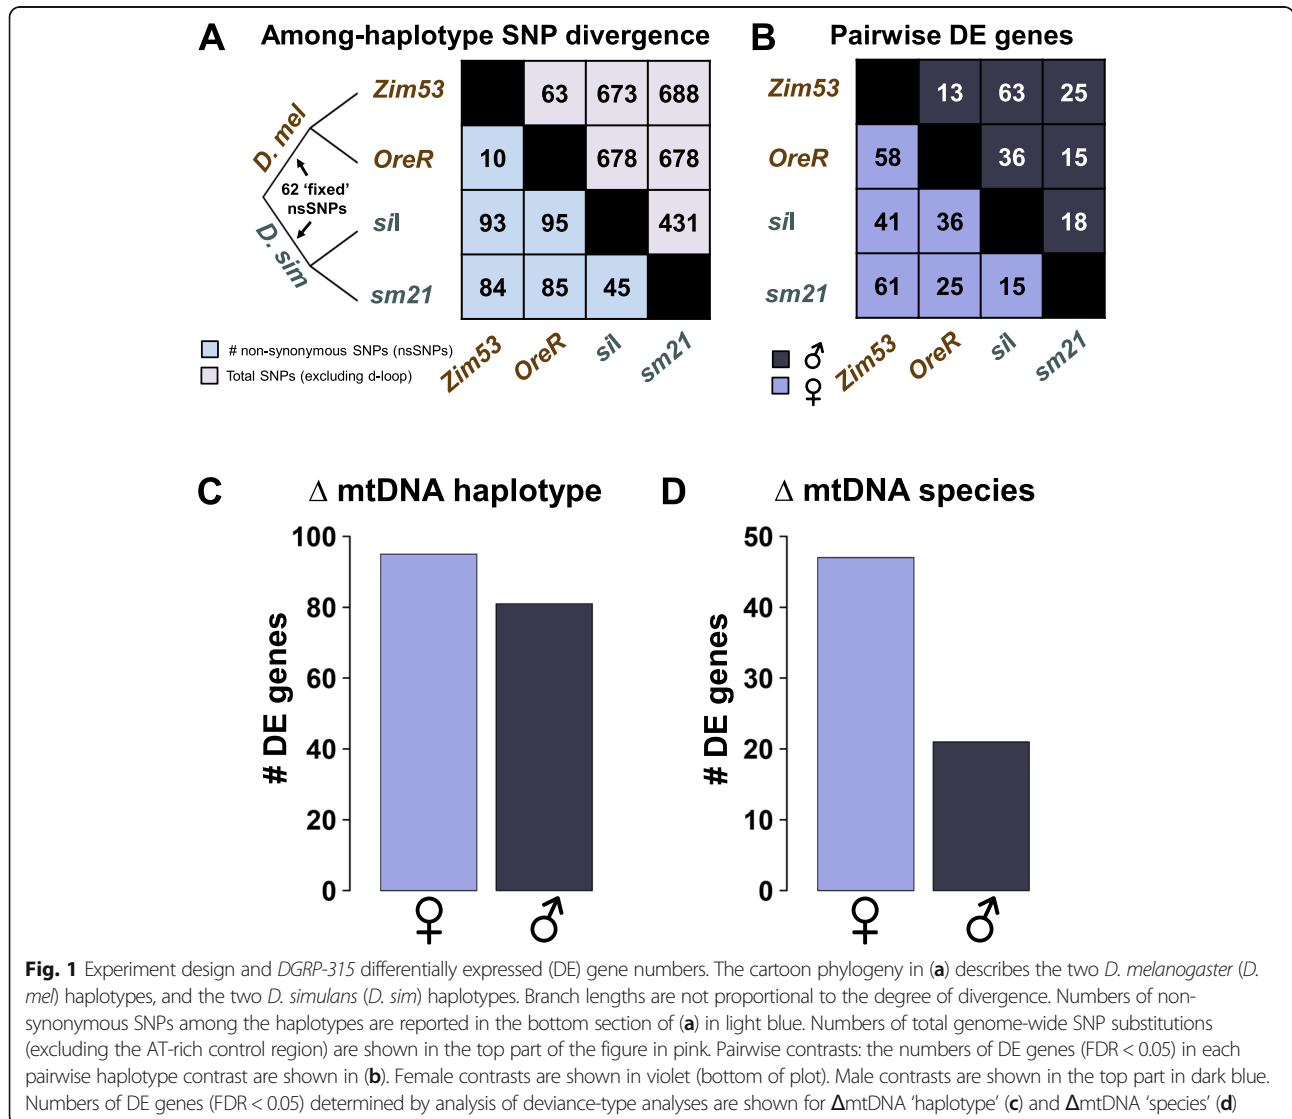 A Among-haplotype SNP divergence
Zim53 63 673 688
OreR 10 678 678
sil 93 95 431
sm21 84 85 45
D. mel
62 'fixed'
nsSNPs
D. sim
Zim53 OreR sil sm21
# non-synonymous SNPs (nsSNPs)
Total SNPs (excluding d-loop)
B Pairwise DE genes
Zim53 13 63 25
OreR 58 36 15
sil 41 36 18
sm21 61 25 15
Zim53 OreR sil sm21
♂
♀
C Δ mtDNA haplotype
# DE genes
100
80
60
40
20
0
♀ ♂
D Δ mtDNA species
# DE genes
50
40
30
20
10
0
♀ ♂
Fig. 1 Experiment design and DGRP-315 differentially expressed (DE) gene numbers. The cartoon phylogeny in (a) describes the two D. melanogaster (D.
mel) haplotypes, and the two D. simulans (D. sim) haplotypes. Branch lengths are not proportional to the degree of divergence. Numbers of non-
synonymous SNPs among the haplotypes are reported in the bottom section of (a) in light blue. Numbers of total genome-wide SNP substitutions
(excluding the AT-rich control region) are shown in the top part of the figure in pink. Pairwise contrasts: the numbers of DE genes (FDR < 0.05) in each
pairwise haplotype contrast are shown in (b). Female contrasts are shown in violet (bottom of plot). Male contrasts are shown in the top part in dark blue.
Numbers of DE genes (FDR < 0.05) determined by analysis of deviance-type analyses are shown for ΔmtDNA 'haplotype' (c) and ΔmtDNA 'species' (d)